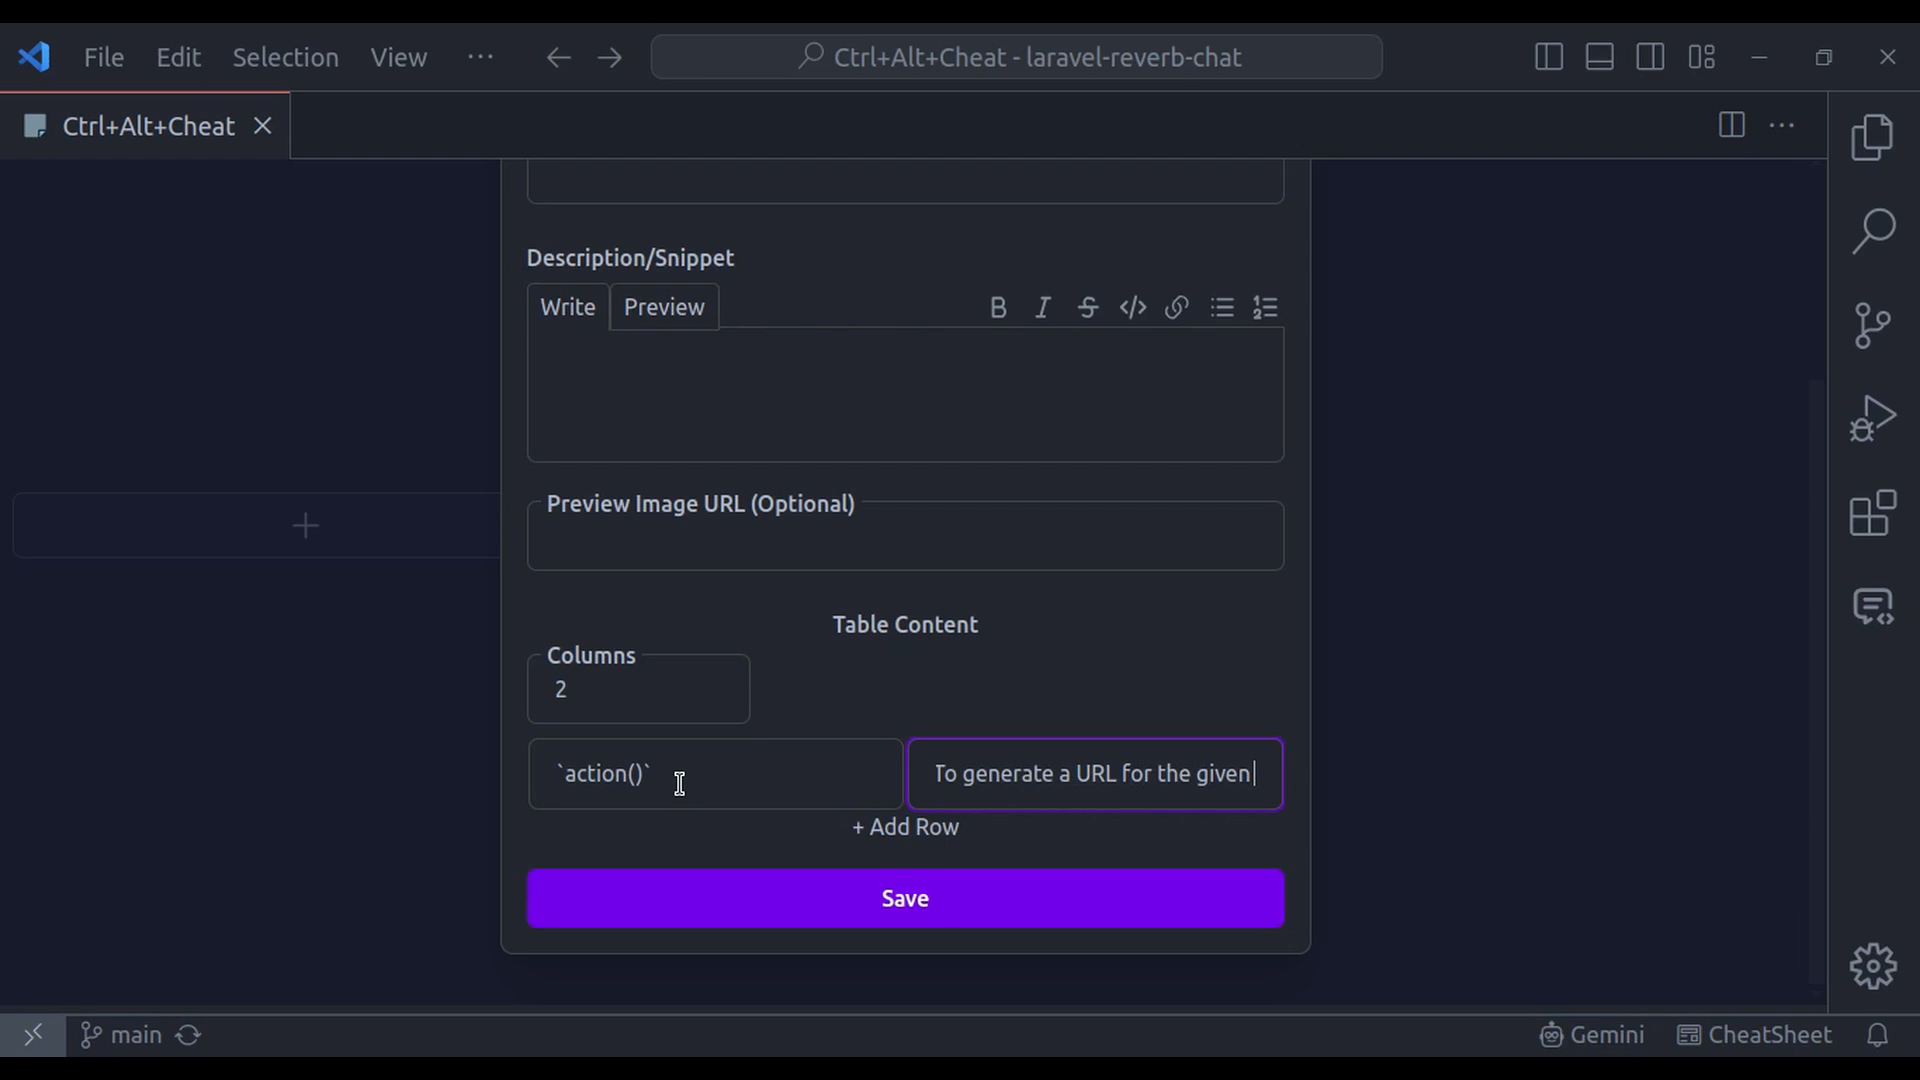 File Edit Selection View ···
Ctrl+Alt+Cheat - laravel-reverb-chat
Ctrl+Alt+Cheat
Description/Snippet
Write Preview
Preview Image URL (Optional)
Table Content
Columns
2
`action()` To generate a URL for the given
+ Add Row
Save
main Gemini CheatSheet